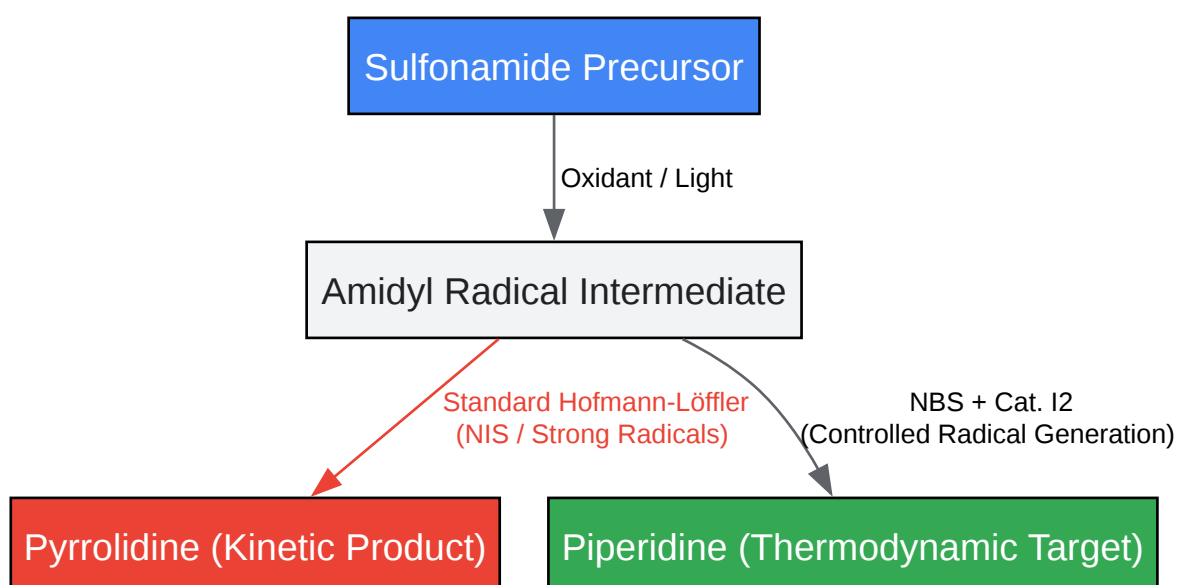 Sulfonamide Precursor
Oxidant / Light
Amidyl Radical Intermediate
Standard Hofmann-Löffler
(NIS / Strong Radicals)
NBS + Cat. I2
(Controlled Radical Generation)
Pyrrolidine (Kinetic Product)
Piperidine (Thermodynamic Target)